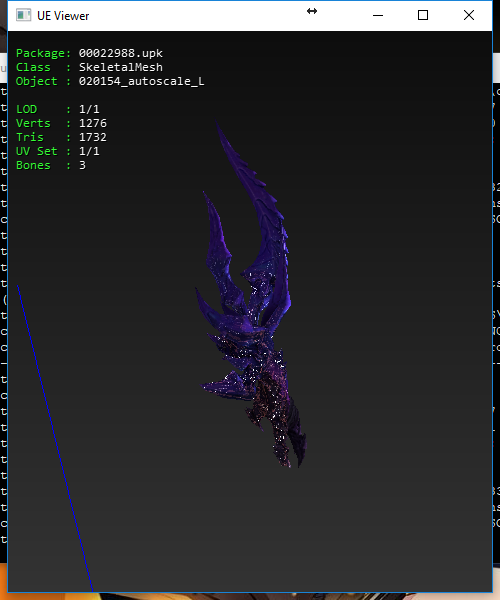 UE Viewer
Package: 00022988.upk
Class  : SkeletalMesh
Object : 020154_autoscale_L
LOD    : 1/1
Verts  : 1276
Tris   : 1732
UV Set : 1/1
Bones  : 3